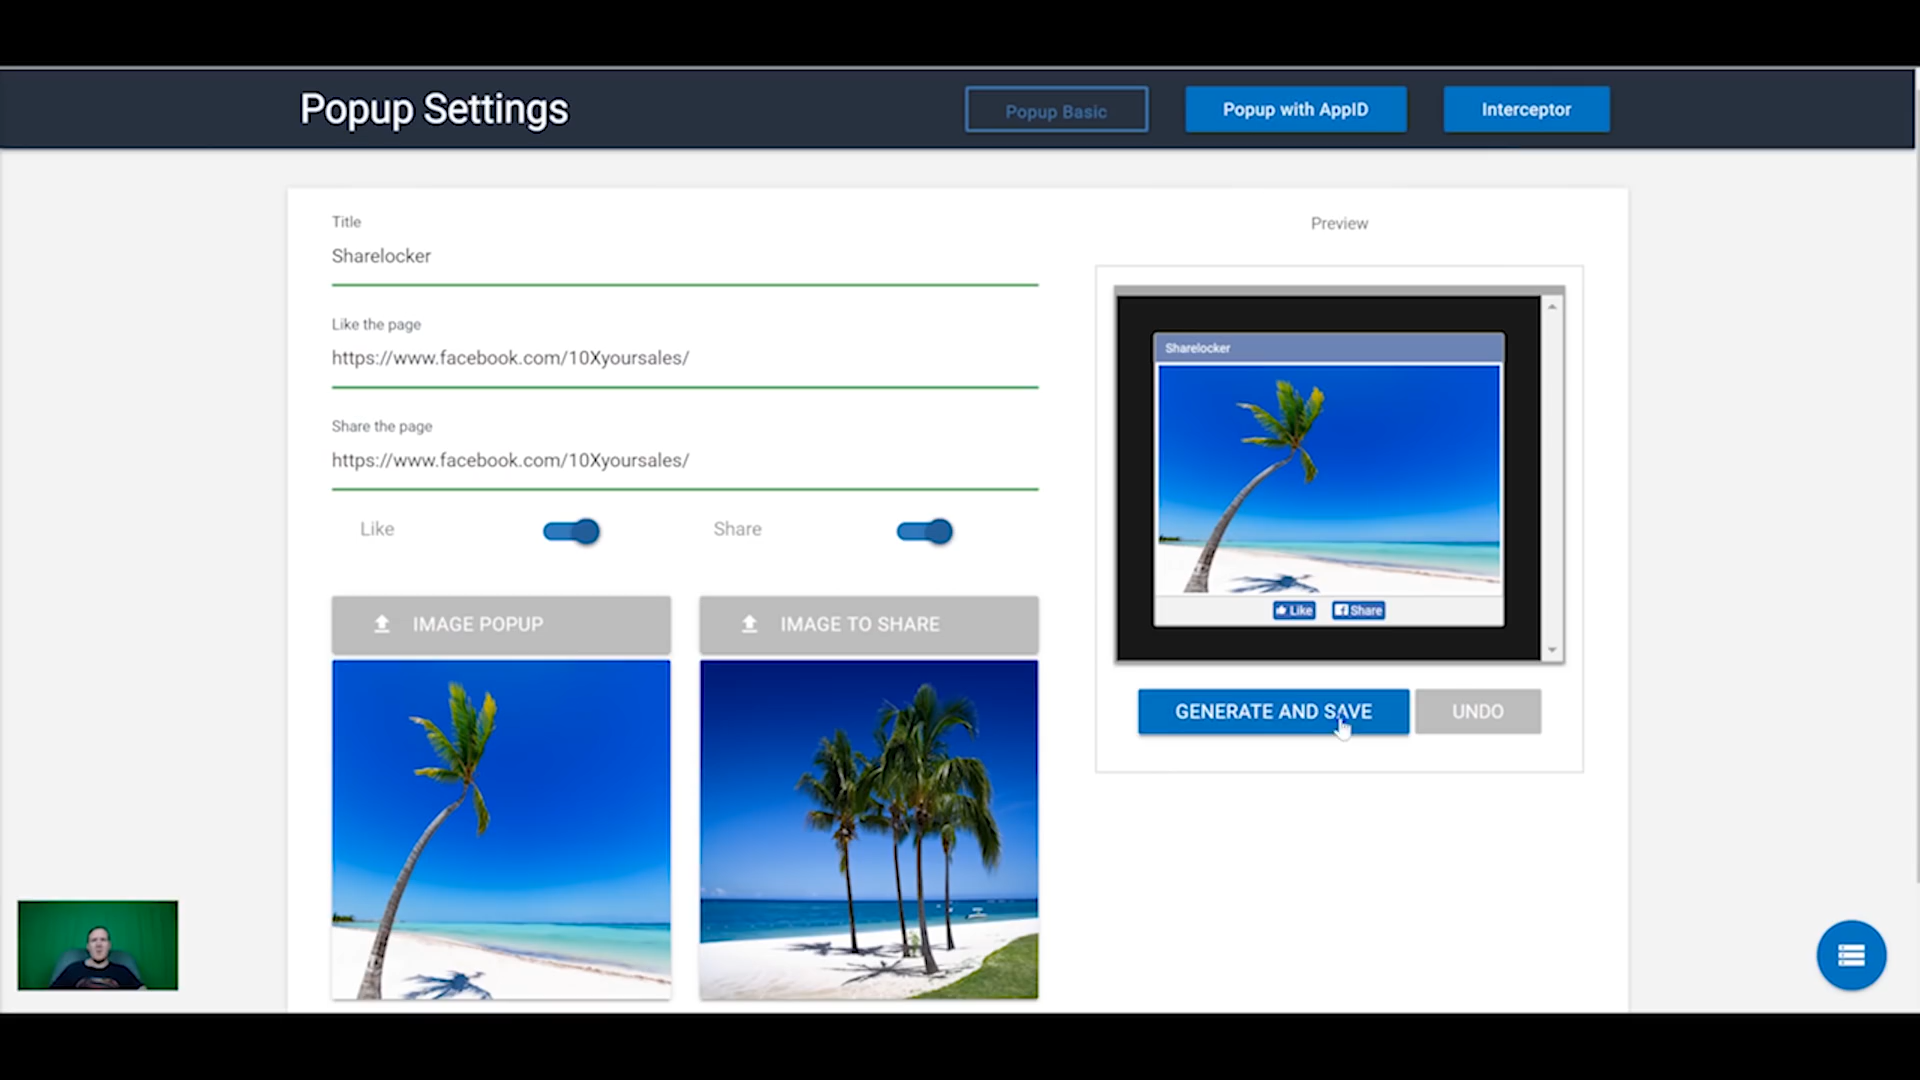 Popup Settings
Popup Basic
Popup with AppID
Interceptor
Title
Sharelocker
Like the page
https://www.facebook.com/10Xyoursales/
Share the page
https://www.facebook.com/10Xyoursales/
Like
Share
IMAGE POPUP
IMAGE TO SHARE
Preview
Sharelocker
Like
Share
GENERATE AND SAVE
UNDO